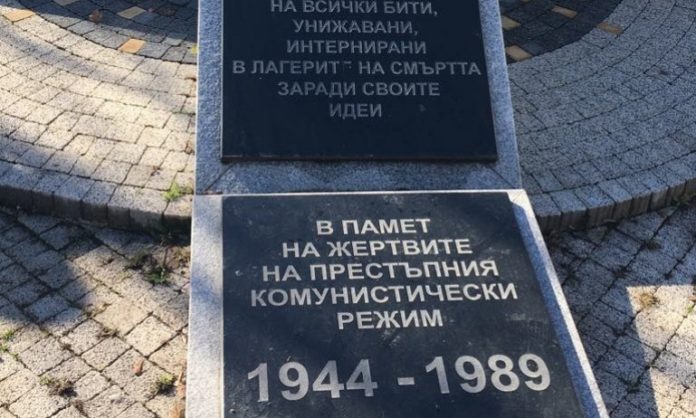 НА ВСИЧКИ БИТИ,
УНИЖАВАНИ,
ИНТЕРНИРАНИ
В ЛАГЕРИТ НА СМЪРТТА
ЗАРАДИ СВОИТЕ
ИДЕИ
В ПАМЕТ
НА ЖЕРТВИТЕ
НА ПРЕСТЪПНИЯ
КОМУНИСТИЧЕСКИ
РЕЖИМ
1944 - 1989